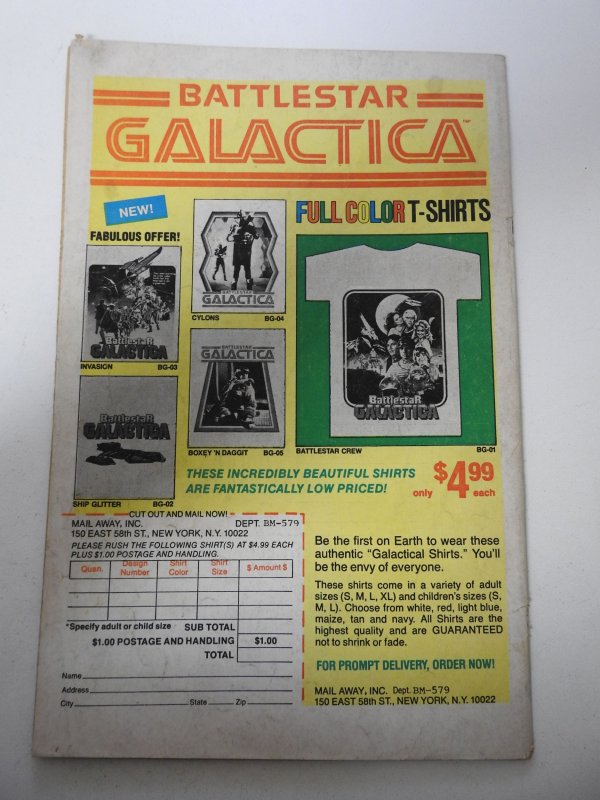 BATTLESTAR
GALACTICA™
NEW!
FABULOUS OFFER!
FULL COLOR T-SHIRTS
GALACTICA
CYLONS BG-04
BattlestaR
GALACTICA
INVASION BG-03
BATTLESTAR
GALACTICA
BOXEY 'N DAGGIT BG-05
BattlestaR
GALACTICA
SHIP GLITTER BG-02
BattlestaR
GALACTICA
BATTLESTAR CREW BG-01
THESE INCREDIBLY BEAUTIFUL SHIRTS
ARE FANTASTICALLY LOW PRICED!
only $4.99 each
CUT OUT AND MAIL NOW!
MAIL AWAY, INC. DEPT. BM-579
150 EAST 58th ST., NEW YORK, N.Y. 10022
PLEASE RUSH THE FOLLOWING SHIRT(S) AT $4.99 EACH
PLUS $1.00 POSTAGE AND HANDLING.
Quan. Design Number Shirt Color Shirt Size $ Amount $
*Specify adult or child size SUB TOTAL
$1.00 POSTAGE AND HANDLING $1.00
TOTAL
Name
Address
City State Zip
Be the first on Earth to wear these
authentic "Galactical Shirts." You'll
be the envy of everyone.
These shirts come in a variety of adult
sizes (S, M, L, XL) and children's sizes (S,
M, L). Choose from white, red, light blue,
maize, tan and navy. All Shirts are the
highest quality and are GUARANTEED
not to shrink or fade.
FOR PROMPT DELIVERY, ORDER NOW!
MAIL AWAY, INC. Dept. BM-579
150 EAST 58th ST., NEW YORK, N.Y. 10022